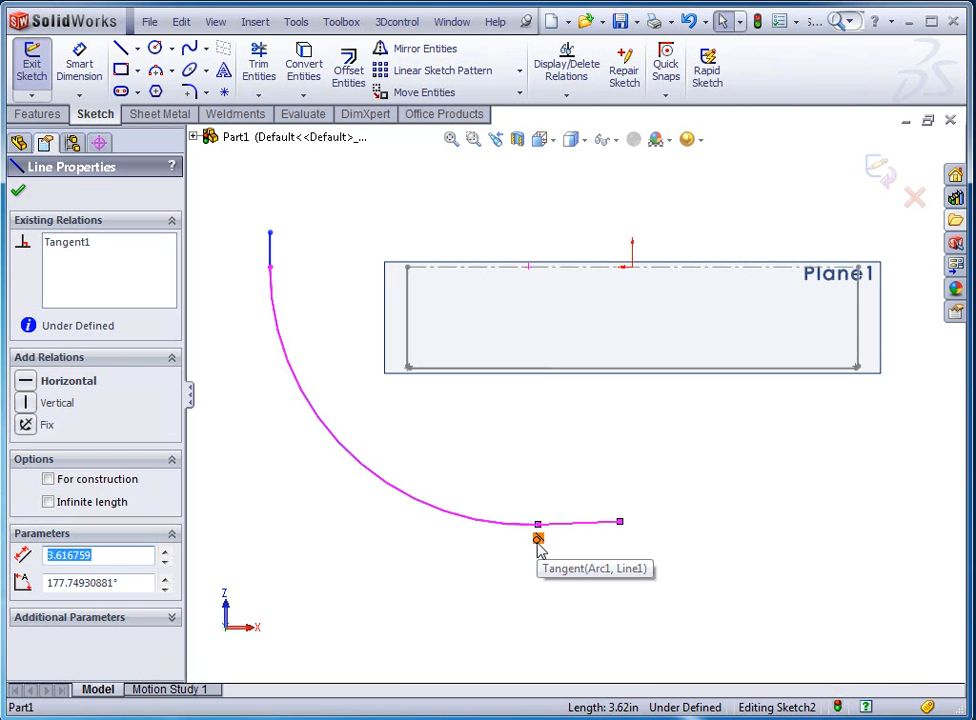 SolidWorks File Edit View Insert Tools Toolbox 3Dcontrol Window Help S... ?
Exit Sketch
Smart Dimension
Trim Entities
Convert Entities
Offset Entities
Mirror Entities
Linear Sketch Pattern
Move Entities
Display/Delete Relations
Repair Sketch
Quick Snaps
Rapid Sketch
Features Sketch Sheet Metal Weldments Evaluate DimXpert Office Products
Part1 (Default<<Default>_...
Line Properties ?
Existing Relations
Tangent1
Under Defined
Add Relations
Horizontal
Vertical
Fix
Options
For construction
Infinite length
Parameters
3.616759
177.74930881°
Additional Parameters
Plane1
Tangent(Arc1, Line1)
Z
X
Model Motion Study 1
Part1 Length: 3.62in Under Defined Editing Sketch2 ?